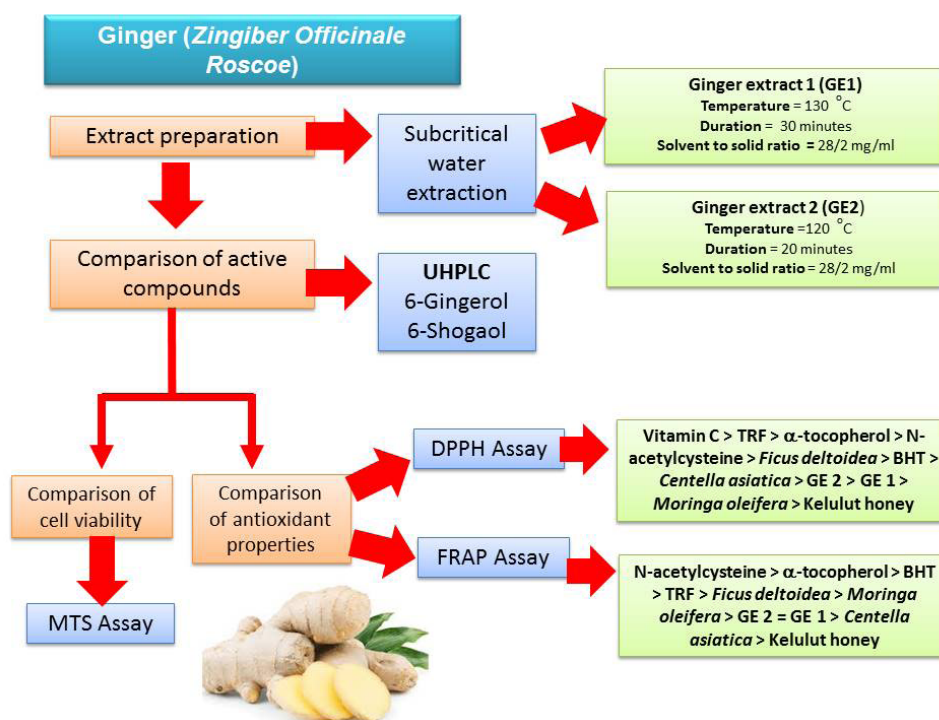 Ginger (Zingiber Officinale
Roscoe)
Extract preparation
Subcritical
water
extraction
Ginger extract 1 (GE1)
Temperature = 130 °C
Duration = 30 minutes
Solvent to solid ratio = 28/2 mg/ml
Ginger extract 2 (GE2)
Temperature =120 °C
Duration = 20 minutes
Solvent to solid ratio = 28/2 mg/ml
Comparison of active
compounds
UHPLC
6-Gingerol
6-Shogaol
Comparison of
cell viability
MTS Assay
Comparison
of antioxidant
properties
DPPH Assay
Vitamin C > TRF > α-tocopherol > N-
acetylcysteine > Ficus deltoidea > BHT >
Centella asiatica > GE 2 > GE 1 >
Moringa oleifera > Kelulut honey
FRAP Assay
N-acetylcysteine > α-tocopherol > BHT
> TRF > Ficus deltoidea > Moringa
oleifera > GE 2 = GE 1 > Centella
asiatica > Kelulut honey